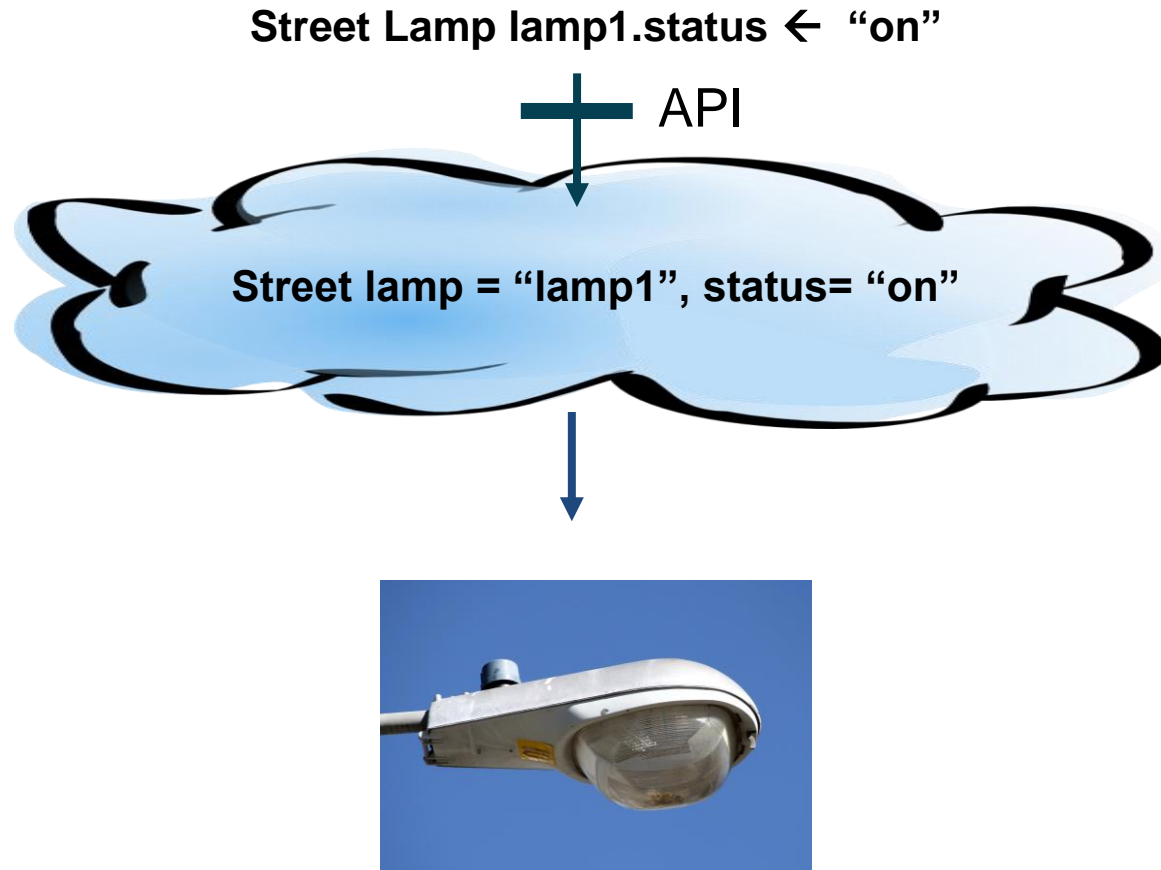 Street Lamp lamp1.status ← “on”
API
Street lamp = “lamp1”, status= “on”